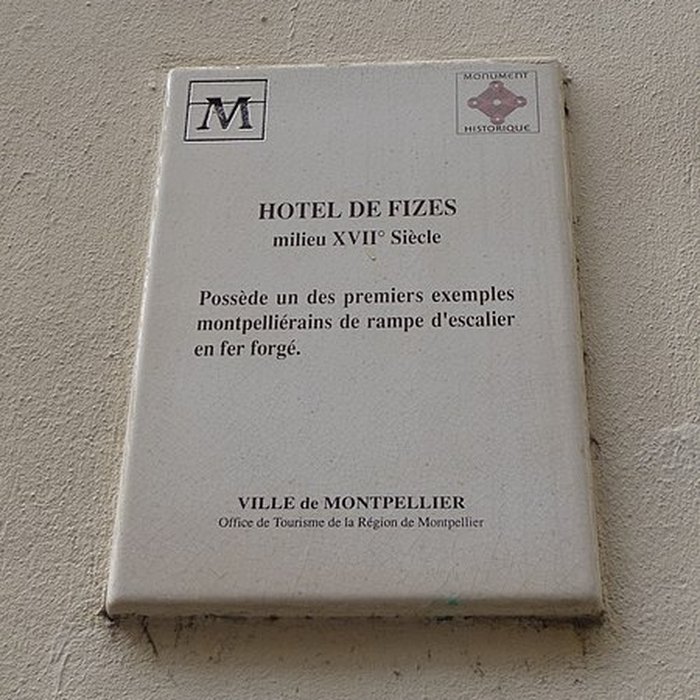 M
MONUMENT
HISTORIQUE
HOTEL DE FIZES
milieu XVII° Siècle
Possède un des premiers exemples
montpelliérains de rampe d'escalier
en fer forgé.
VILLE de MONTPELLIER
Office de Tourisme de la Région de Montpellier